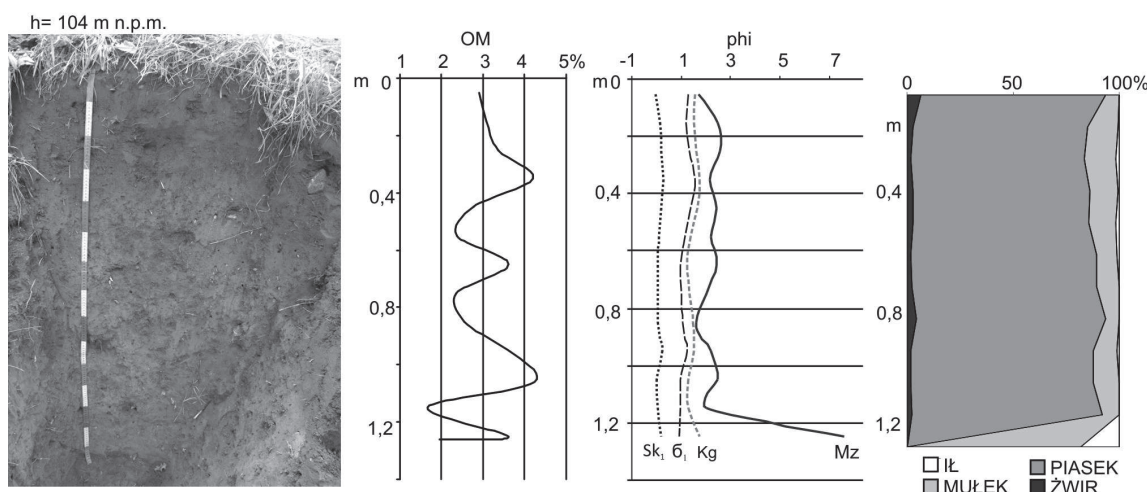 h= 104 m n.p.m.
OM
1 2 3 4 5%
m 0
0,4
0,8
1,2
phi
-1 1 3 7
m 0
0,4
0,8
1,2
Sk₁ б₁ Kg Mz
0 50 100%
m
0,4
0,8
1,2
IŁ PIASEK
MUŁEK ŻWIR